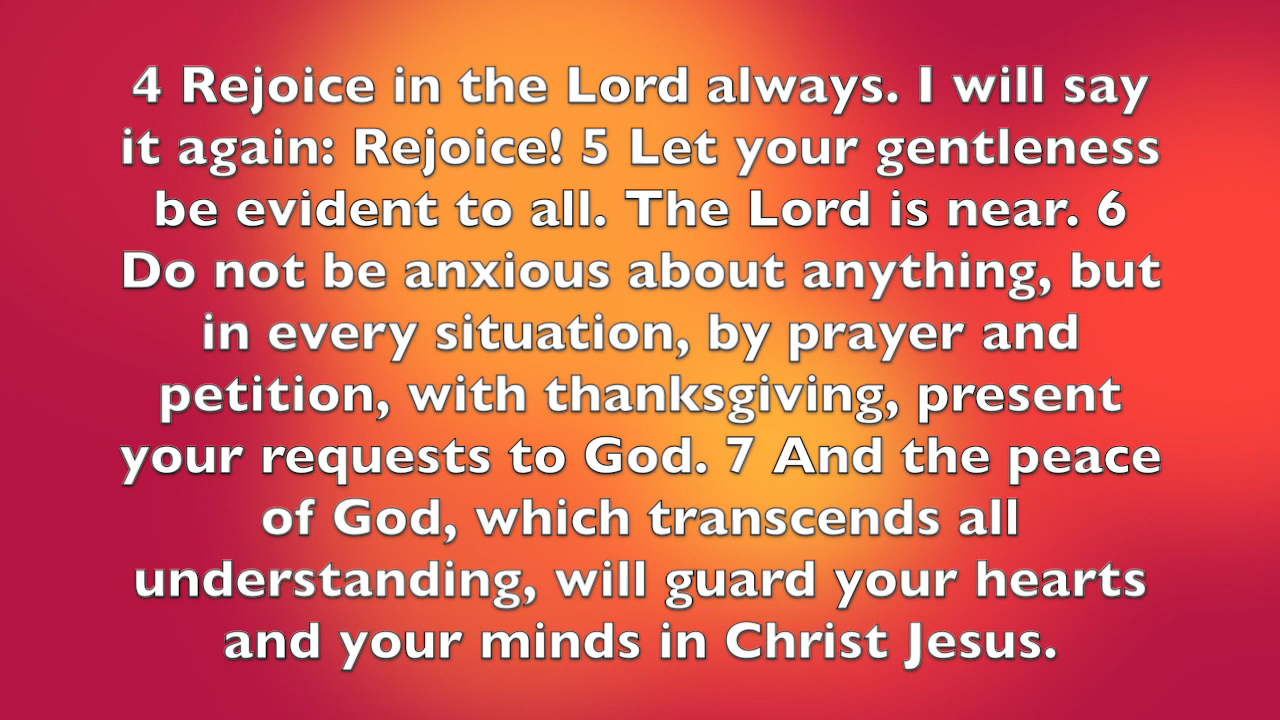 4 Rejoice in the Lord always. I will say
it again: Rejoice! 5 Let your gentleness
be evident to all. The Lord is near. 6
Do not be anxious about anything, but
in every situation, by prayer and
petition, with thanksgiving, present
your requests to God. 7 And the peace
of God, which transcends all
understanding, will guard your hearts
and your minds in Christ Jesus.